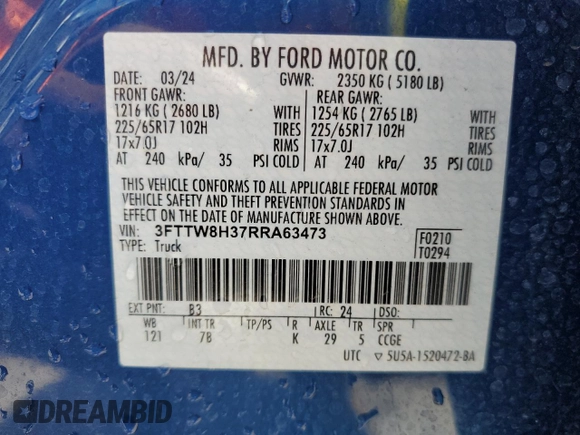 MFD. BY FORD MOTOR CO.
DATE: 03/24 GVWR: 2350 KG ( 5180 LB)
FRONT GAWR: REAR GAWR:
1216 KG ( 2680 LB) WITH 1254 KG ( 2765 LB) WITH
225/65R17 102H TIRES 225/65R17 102H TIRES
17x7.0J RIMS 17x7.0J RIMS
AT 240 kPa/ 35 PSI COLD AT 240 kPa/ 35 PSI COLD
THIS VEHICLE CONFORMS TO ALL APPLICABLE FEDERAL MOTOR
VEHICLE SAFETY AND THEFT PREVENTION STANDARDS IN
EFFECT ON THE DATE OF MANUFACTURE SHOWN ABOVE.
VIN: 3FTTW8H37RRA63473 F0210
TYPE: Truck T0294
EXT PNT: B3 RC: 24 DSO:
WB INT TR TP/PS R AXLE TR SPR
121 7B K 29 5 CCGE
UTC ▽ 5U5A-1520472-BA
DREAMBID